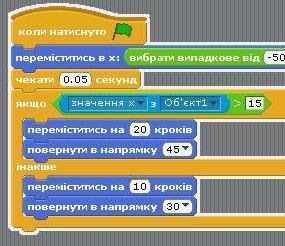 коли натиснуто
переміститись в x: вибрати випадкове від -50
чекати 0.05 секунд
якщо значення x з Об'єкт1 > 15
переміститись на 20 кроків
повернути в напрямку 45
інакше
переміститись на 10 кроків
повернути в напрямку 30